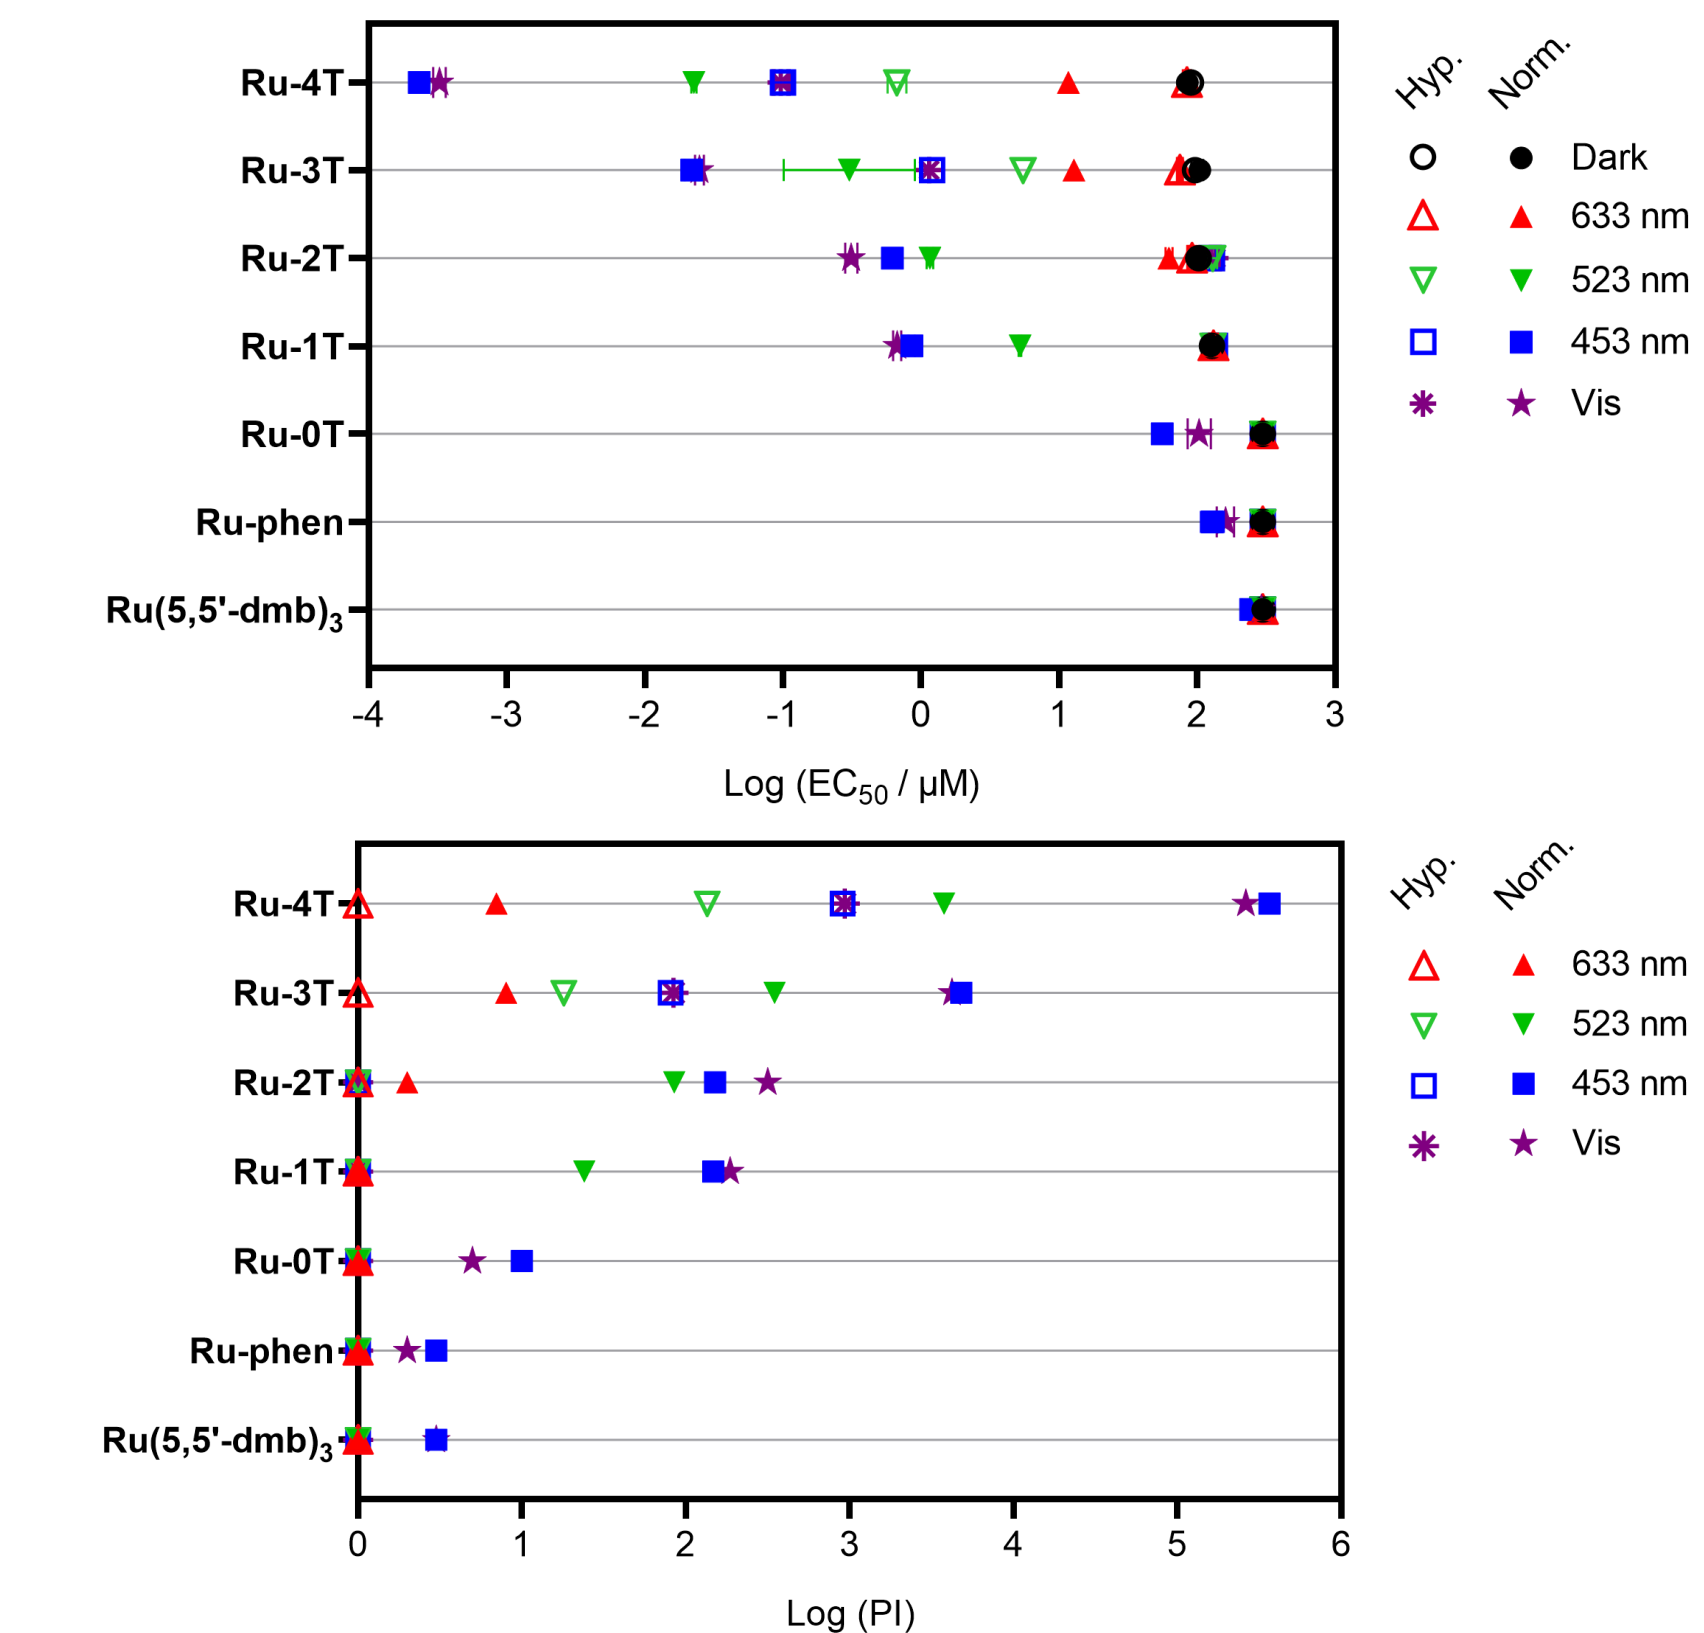 Hyp. Norm.
Ru-4T
Ru-3T
Ru-2T
Ru-1T
Ru-0T
Ru-phen
Ru(5,5'-dmb)₃
Dark
633 nm
523 nm
453 nm
Vis
-4 -3 -2 -1 0 1 2 3
Log (EC₅₀ / µM)
Hyp. Norm.
Ru-4T
Ru-3T
Ru-2T
Ru-1T
Ru-0T
Ru-phen
Ru(5,5'-dmb)₃
633 nm
523 nm
453 nm
Vis
0 1 2 3 4 5 6
Log (PI)